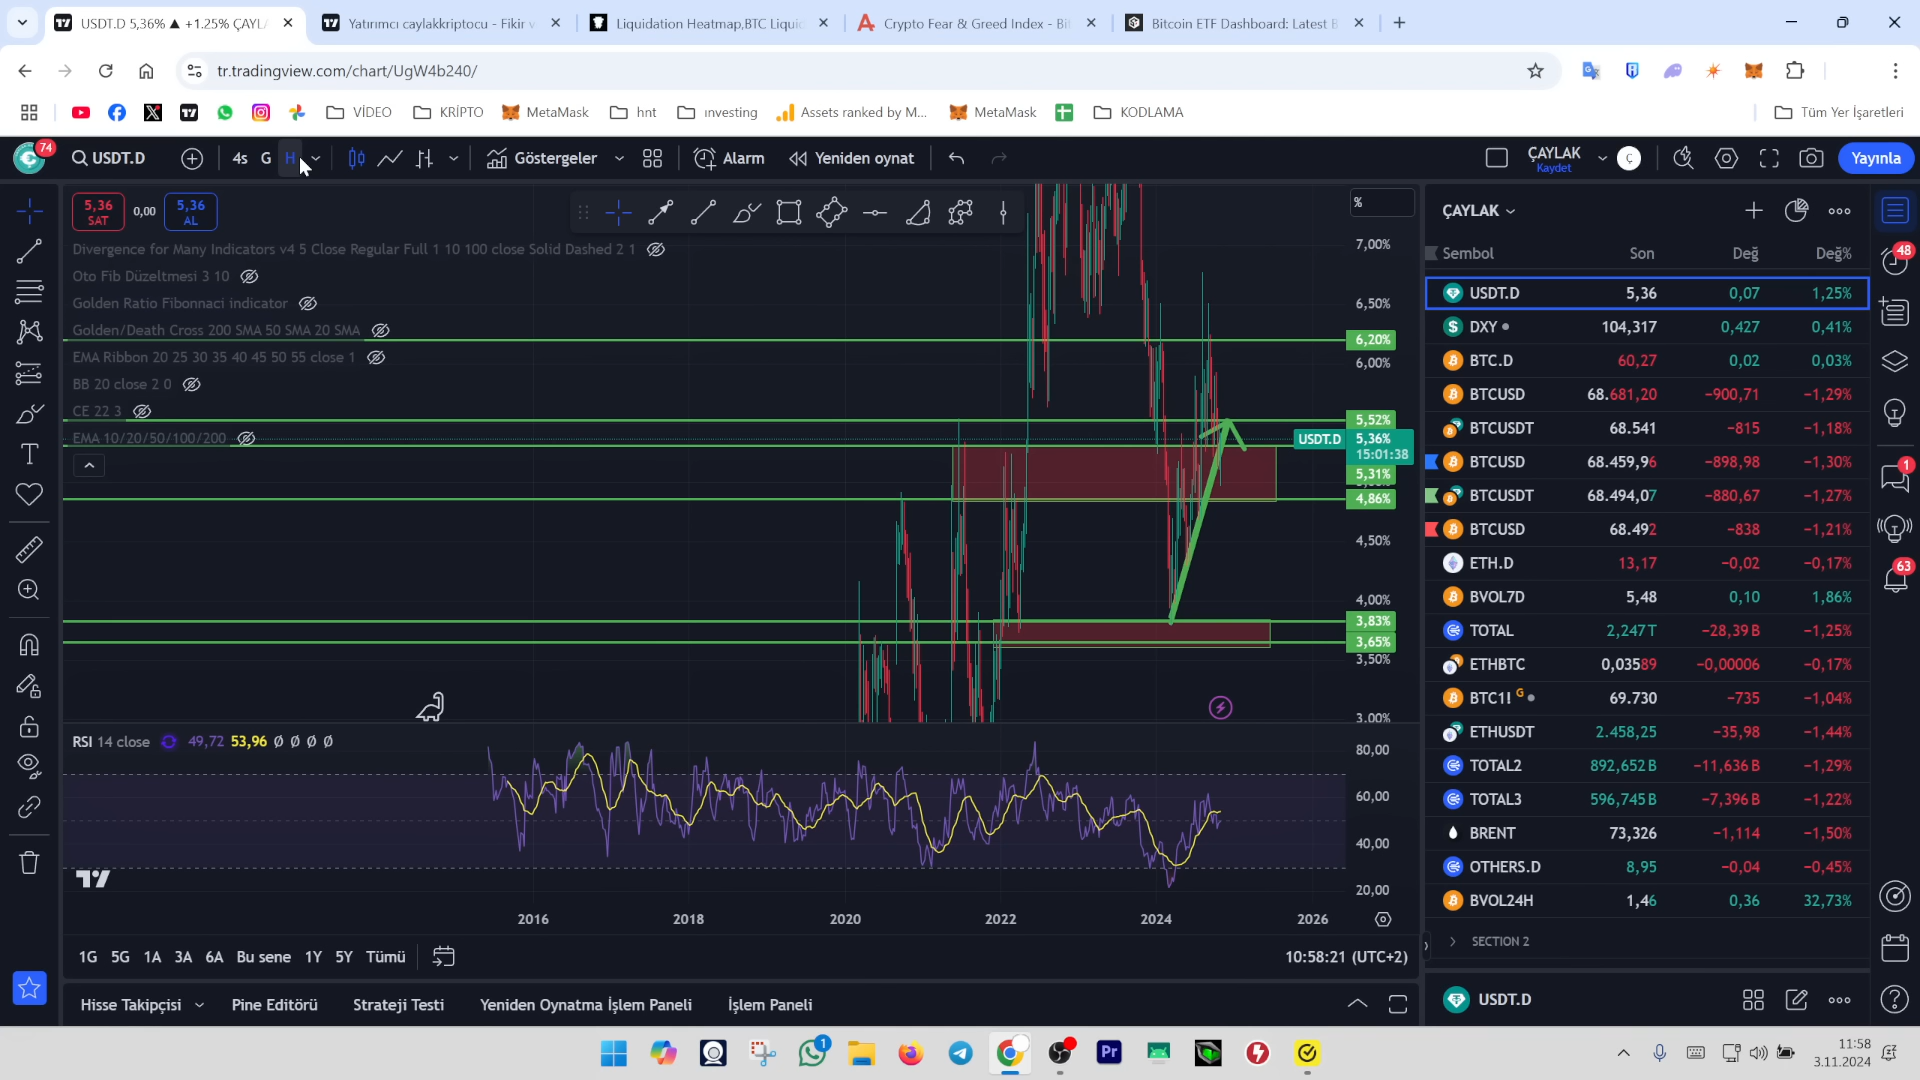 USDT.D 5,36% ▲ +1.25% ÇAYL
Yatırımcı caylakkriptocu - Fikir v
Liquidation Heatmap,BTC Liquid
Crypto Fear & Greed Index - Bit
Bitcoin ETF Dashboard: Latest B
tr.tradingview.com/chart/UgW4b240/
VİDEO
KRİPTO
MetaMask
hnt
ınvesting
Assets ranked by M...
MetaMask
KODLAMA
Tüm Yer İşaretleri
74
USDT.D
4s
G
H
Göstergeler
Alarm
Yeniden oynat
ÇAYLAK
Kaydet
Ç
Yayınla
5,36
SAT
0,00
5,36
AL
Divergence for Many Indicators v4 5 Close Regular Full 1 10 100 close Solid Dashed 2 1
Oto Fib Düzeltmesi 3 10
Golden Ratio Fibonnaci indicator
Golden/Death Cross 200 SMA 50 SMA 20 SMA
EMA Ribbon 20 25 30 35 40 45 50 55 close 1
BB 20 close 2 0
CE 22 3
EMA 10/20/50/100/200
%
7,00%
6,50%
6,20%
6,00%
5,52%
USDT.D 5,36%
15:01:38
5,31%
4,86%
4,50%
4,00%
3,83%
3,65%
3,50%
3,00%
RSI 14 close 49,72 53,96 Ø Ø Ø Ø
80,00
60,00
40,00
20,00
2016
2018
2020
2022
2024
2026
1G
5G
1A
3A
6A
Bu sene
1Y
5Y
Tümü
10:58:21 (UTC+2)
Hisse Takipçisi
Pine Editörü
Strateji Testi
Yeniden Oynatma İşlem Paneli
İşlem Paneli
ÇAYLAK
Sembol Son Değ Değ%
USDT.D 5,36 0,07 1,25%
DXY 104,317 0,427 0,41%
BTC.D 60,27 0,02 0,03%
BTCUSD 68.681,20 −900,71 −1,29%
BTCUSDT 68.541 −815 −1,18%
BTCUSD 68.459,96 −898,98 −1,30%
BTCUSDT 68.494,07 −880,67 −1,27%
BTCUSD 68.492 −838 −1,21%
ETH.D 13,17 −0,02 −0,17%
BVOL7D 5,48 0,10 1,86%
TOTAL 2,247T −28,39B −1,25%
ETHBTC 0,03589 −0,00006 −0,17%
BTC1! G 69.730 −735 −1,04%
ETHUSDT 2.458,25 −35,98 −1,44%
TOTAL2 892,652B −11,636B −1,29%
TOTAL3 596,745B −7,396B −1,22%
BRENT 73,326 −1,114 −1,50%
OTHERS.D 8,95 −0,04 −0,45%
BVOL24H 1,46 0,36 32,73%
SECTION 2
USDT.D
48
1
63
1
Pr
11:58
3.11.2024